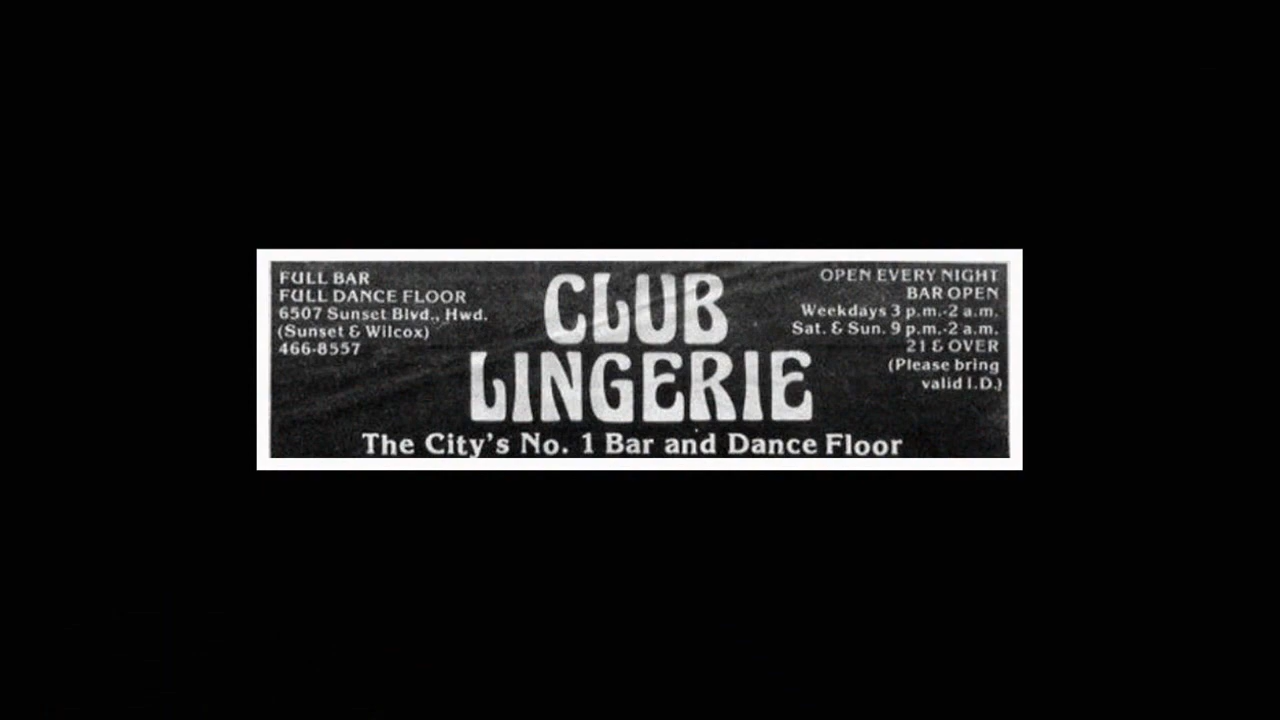 FULL BAR
FULL DANCE FLOOR
6507 Sunset Blvd., Hwd.
(Sunset & Wilcox)
466-8557
CLUB
LINGERIE
The City's No. 1 Bar and Dance Floor
OPEN EVERY NIGHT
BAR OPEN
Weekdays 3 p.m.-2 a.m.
Sat. & Sun. 9 p.m.-2 a.m.
21 & OVER
(Please bring
valid I.D.)